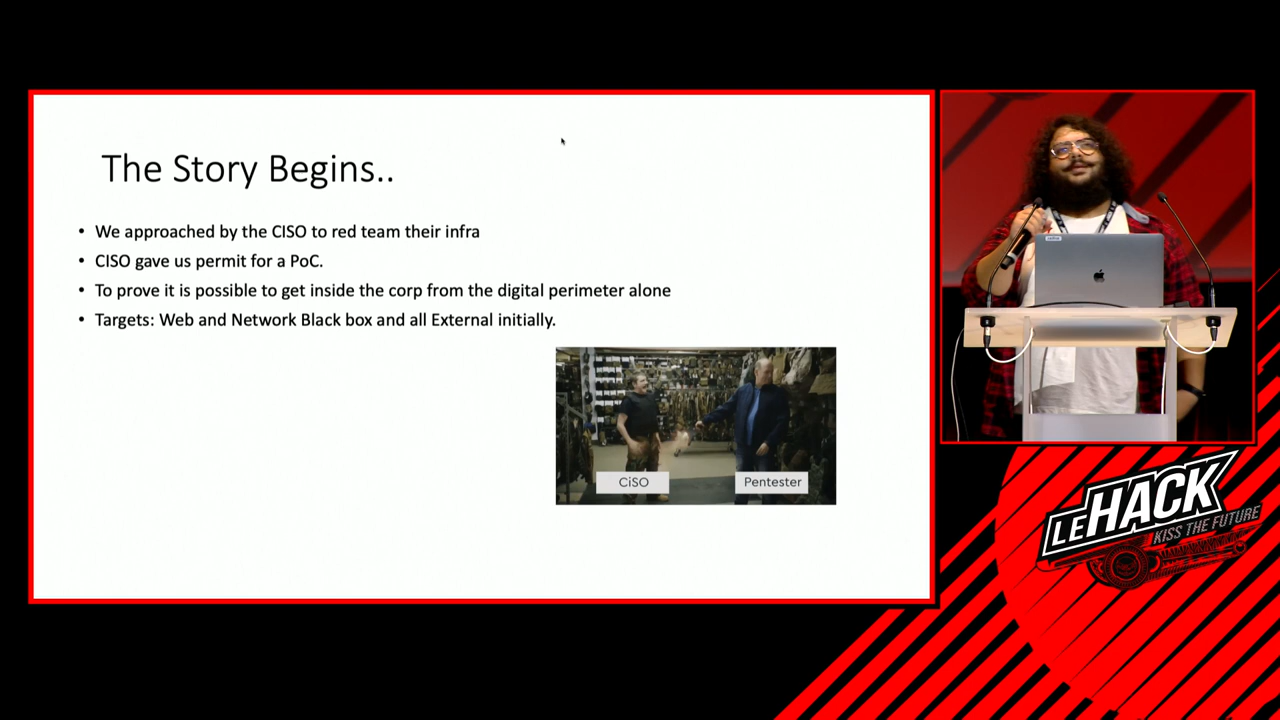 The Story Begins..
• We approached by the CISO to red team their infra
• CISO gave us permit for a PoC.
• To prove it is possible to get inside the corp from the digital perimeter alone
• Targets: Web and Network Black box and all External initially.
CiSO
Pentester
LEHACK
KISS THE FUTURE